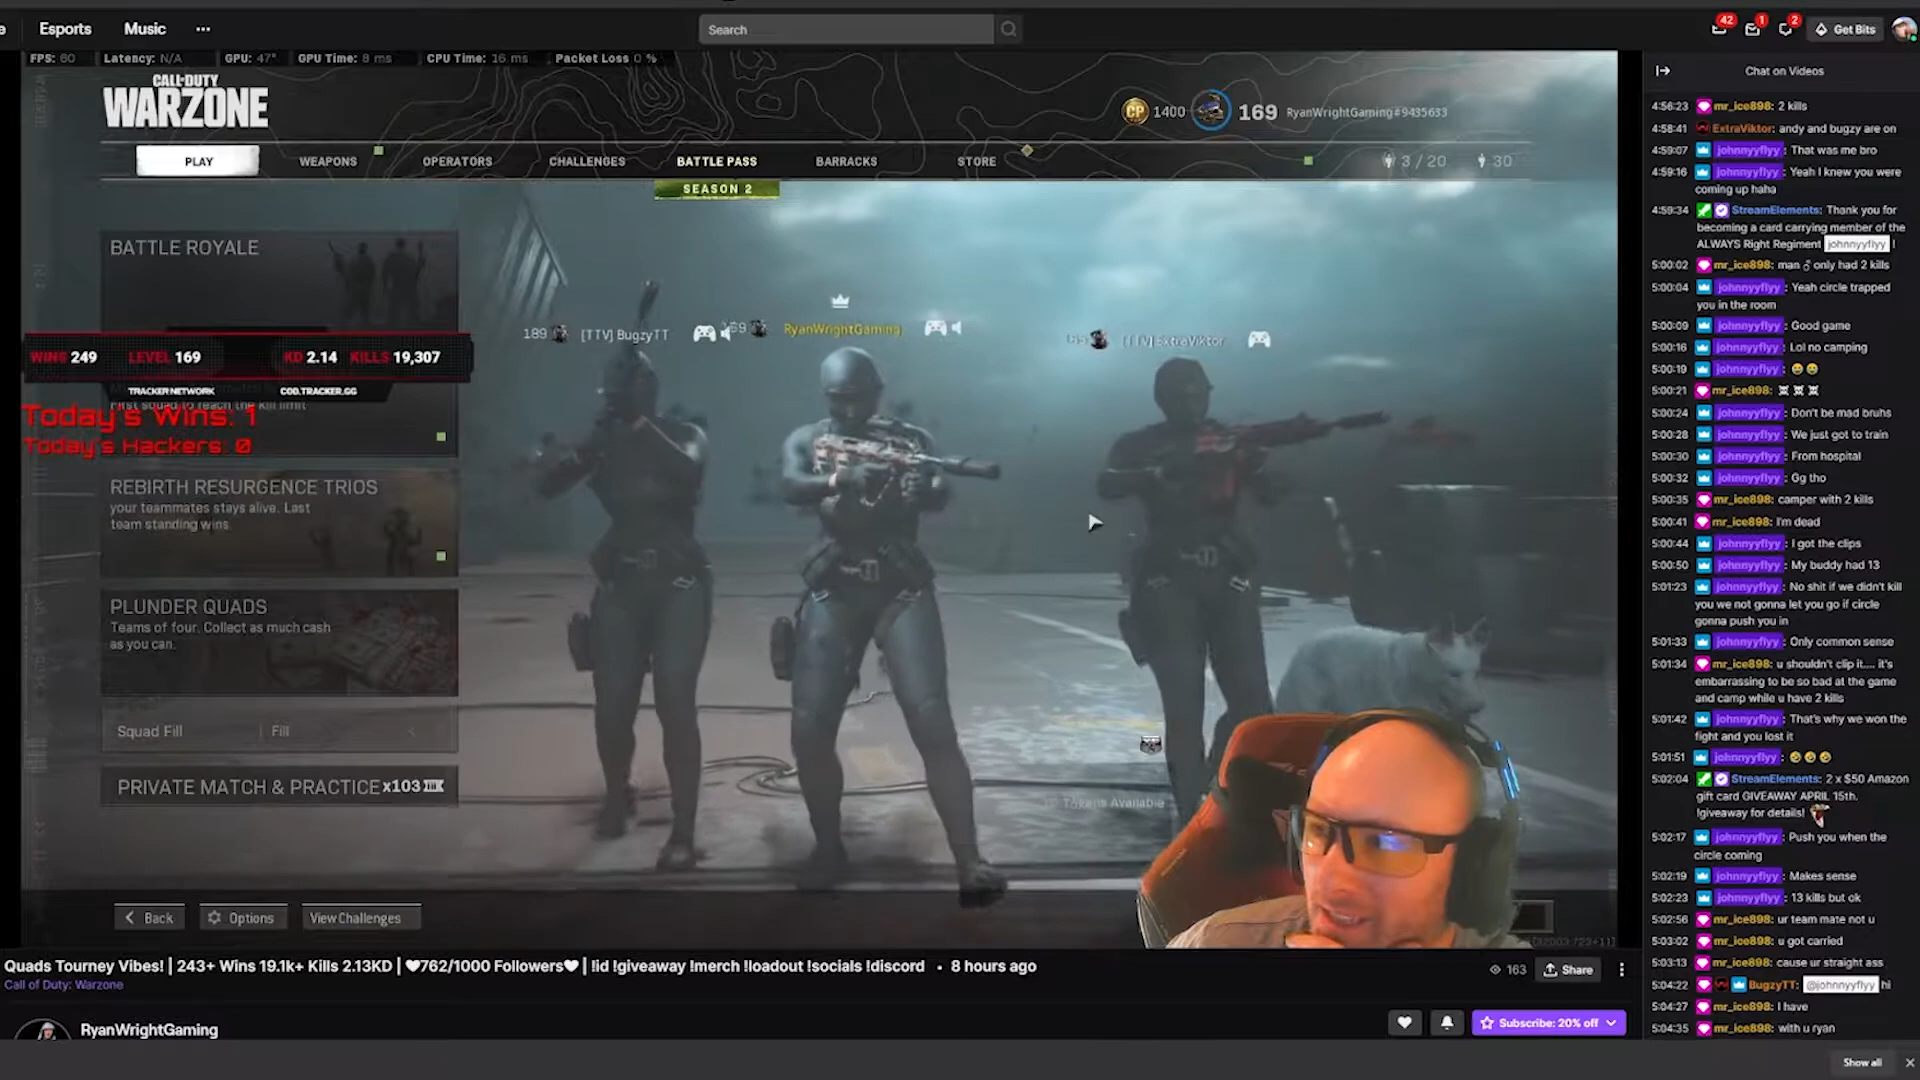 Esports
Music
Search
42
1
2
Get Bits
FPS: 60
Latency: N/A
GPU: 47°
GPU Time: 8 ms
CPU Time: 16 ms
Packet Loss 0 %
CALL·DUTY
WARZONE
CP 1400
169
RyanWrightGaming#9435633
PLAY
WEAPONS
OPERATORS
CHALLENGES
BATTLE PASS
BARRACKS
STORE
3 / 20
30
SEASON 2
BATTLE ROYALE
189
[TTV] BugzyTT
RyanWrightGaming
[TTV] ExtraViktor
WINS 249
LEVEL 169
KD 2.14
KILLS 19,307
TRACKER NETWORK
COD.TRACKER.GG
First squad to reach the kill limit
Today's Wins: 1
Today's Hackers: 0
REBIRTH RESURGENCE TRIOS
your teammates stays alive. Last
team standing wins.
PLUNDER QUADS
Teams of four. Collect as much cash
as you can.
Squad Fill
Fill
PRIVATE MATCH & PRACTICE
x103
Tokens Available
Back
Options
View Challenges
Quads Tourney Vibes! | 243+ Wins 19.1k+ Kills 2.13KD | ♥762/1000 Followers♥ | !id !giveaway !merch !loadout !socials !discord • 8 hours ago
163
Share
Call of Duty: Warzone
RyanWrightGaming
Subscribe: 20% off
Chat on Videos
4:56:23 mr_ice898: 2 kills
4:58:41 ExtraViktor: andy and bugzy are on
4:59:07 johnnyyflyy : That was me bro
4:59:16 johnnyyflyy : Yeah I knew you were
coming up haha
4:59:34 StreamElements: Thank you for
becoming a card carrying member of the
ALWAYS Right Regiment johnnyyflyy !
5:00:02 mr_ice898: man only had 2 kills
5:00:04 johnnyyflyy : Yeah circle trapped
you in the room
5:00:09 johnnyyflyy : Good game
5:00:16 johnnyyflyy : Lol no camping
5:00:19 johnnyyflyy :
5:00:21 mr_ice898:
5:00:24 johnnyyflyy : Don't be mad bruhs
5:00:28 johnnyyflyy : We just got to train
5:00:30 johnnyyflyy : From hospital
5:00:32 johnnyyflyy : Gg tho
5:00:35 mr_ice898: camper with 2 kills
5:00:41 mr_ice898: I'm dead
5:00:44 johnnyyflyy : I got the clips
5:00:50 johnnyyflyy : My buddy had 13
5:01:23 johnnyyflyy : No shit if we didn't kill
you we not gonna let you go if circle
gonna push you in
5:01:33 johnnyyflyy : Only common sense
5:01:34 mr_ice898: u shouldn't clip it.... it's
embarrassing to be so bad at the game
and camp while u have 2 kills
5:01:42 johnnyyflyy : That's why we won the
fight and you lost it
5:01:51 johnnyyflyy :
5:02:04 StreamElements: 2 x $50 Amazon
gift card GIVEAWAY APRIL 15th.
!giveaway for details!
5:02:17 johnnyyflyy : Push you when the
circle coming
5:02:19 johnnyyflyy : Makes sense
5:02:23 johnnyyflyy : 13 kills but ok
5:02:56 mr_ice898: ur team mate not u
5:03:02 mr_ice898: u got carried
5:03:13 mr_ice898: cause ur straight ass
5:04:22 BugzyTT: @johnnyyflyy hi
5:04:27 mr_ice898: I have
5:04:35 mr_ice898: with u ryan
Show all